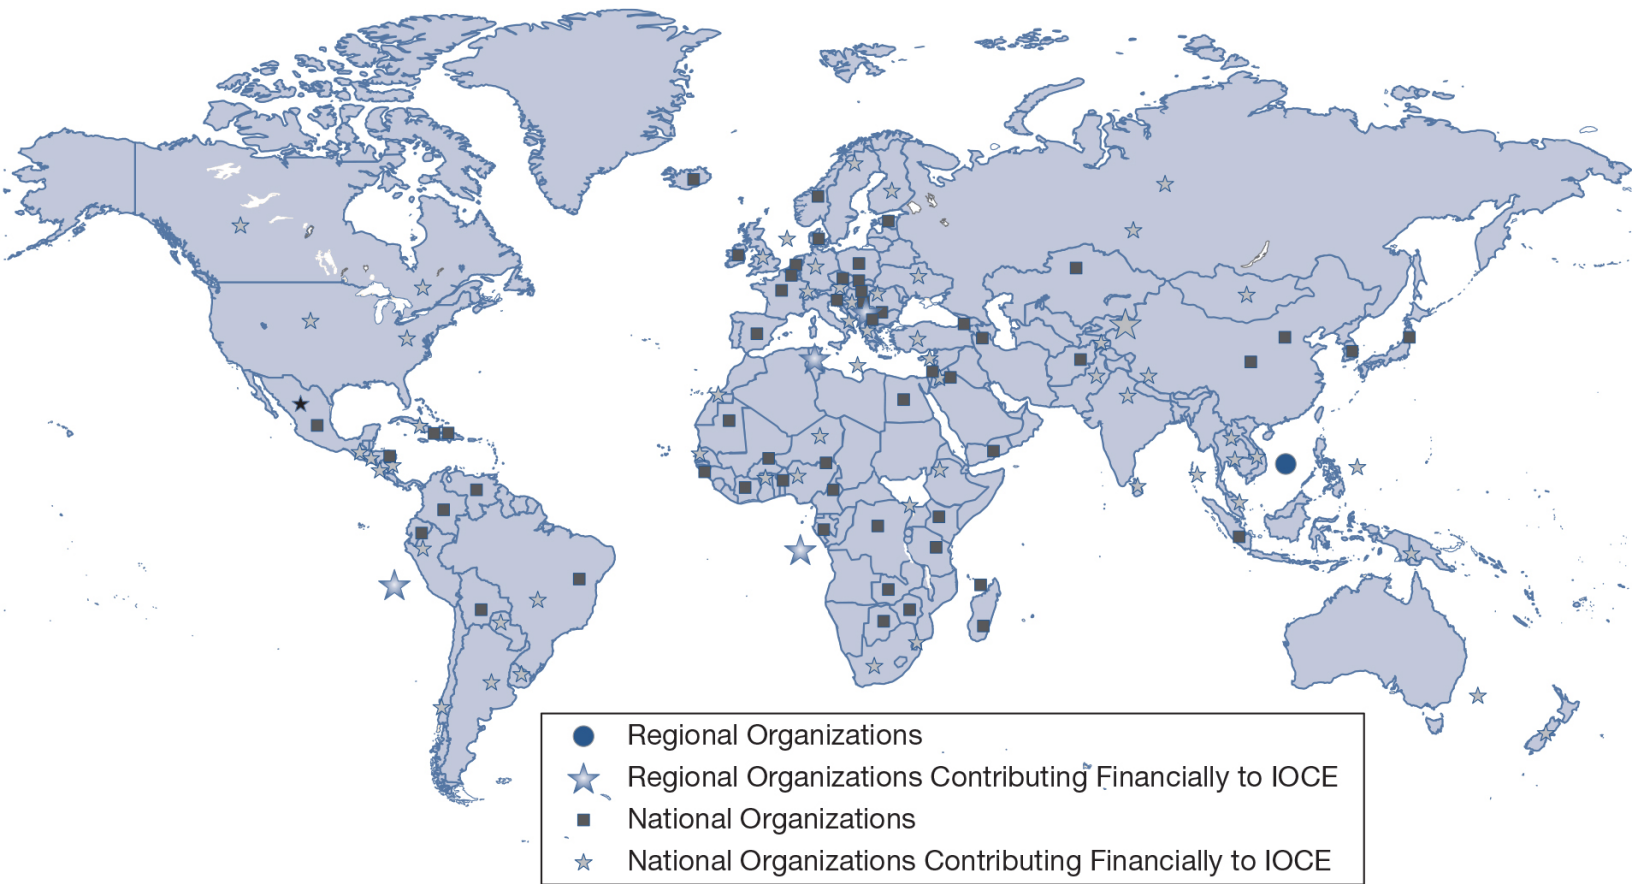 Regional Organizations
Regional Organizations Contributing Financially to IOCE
National Organizations
National Organizations Contributing Financially to IOCE